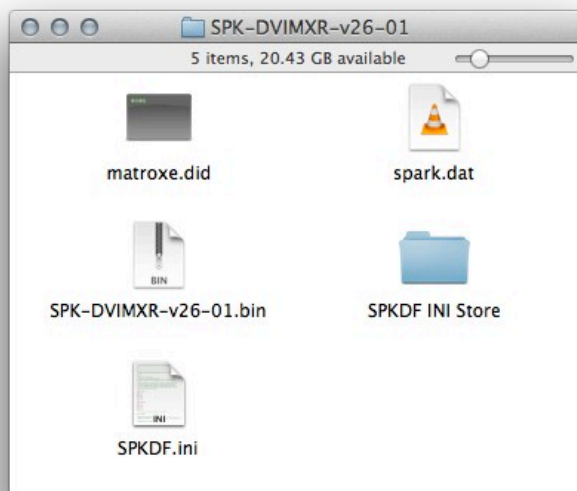 SPK-DVIMXR-v26-01
5 items, 20.43 GB available
matroxe.did
spark.dat
BIN
SPK-DVIMXR-v26-01.bin
SPKDF INI Store
INI
SPKDF.ini